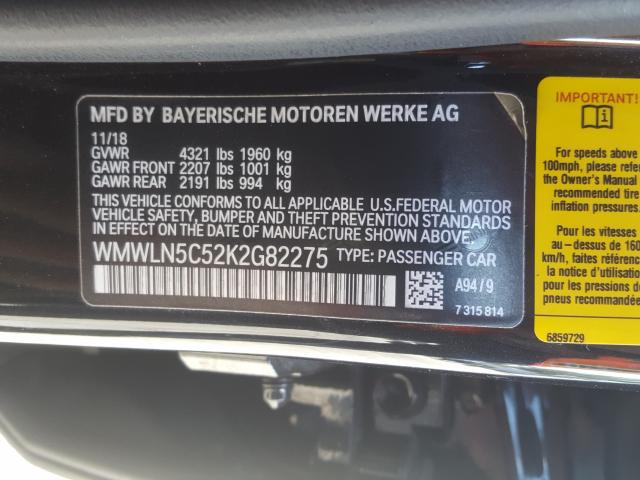 MFD BY BAYERISCHE MOTOREN WERKE AG
11/18
GVWR 4321 lbs 1960 kg
GAWR FRONT 2207 lbs 1001 kg
GAWR REAR 2191 lbs 994 kg
THIS VEHICLE CONFORMS TO ALL APPLICABLE U.S.FEDERAL MOTOR
VEHICLE SAFETY, BUMPER AND THEFT PREVENTION STANDARDS
IN EFFECT ON THE DATE OF MANUFACTURE SHOWN ABOVE.
WMWLN5C52K2G82275 TYPE: PASSENGER CAR
A94/9
7 315 814
IMPORTANT!
i
For speeds above
100mph, please refe
the Owner's Manual
recommended tire
inflation pressures.
Pour les vitesses
au-dessus de 160
km/h, faites référenc
la notice d'utilisation
pour les pressions de
pneus recommandée
6859729